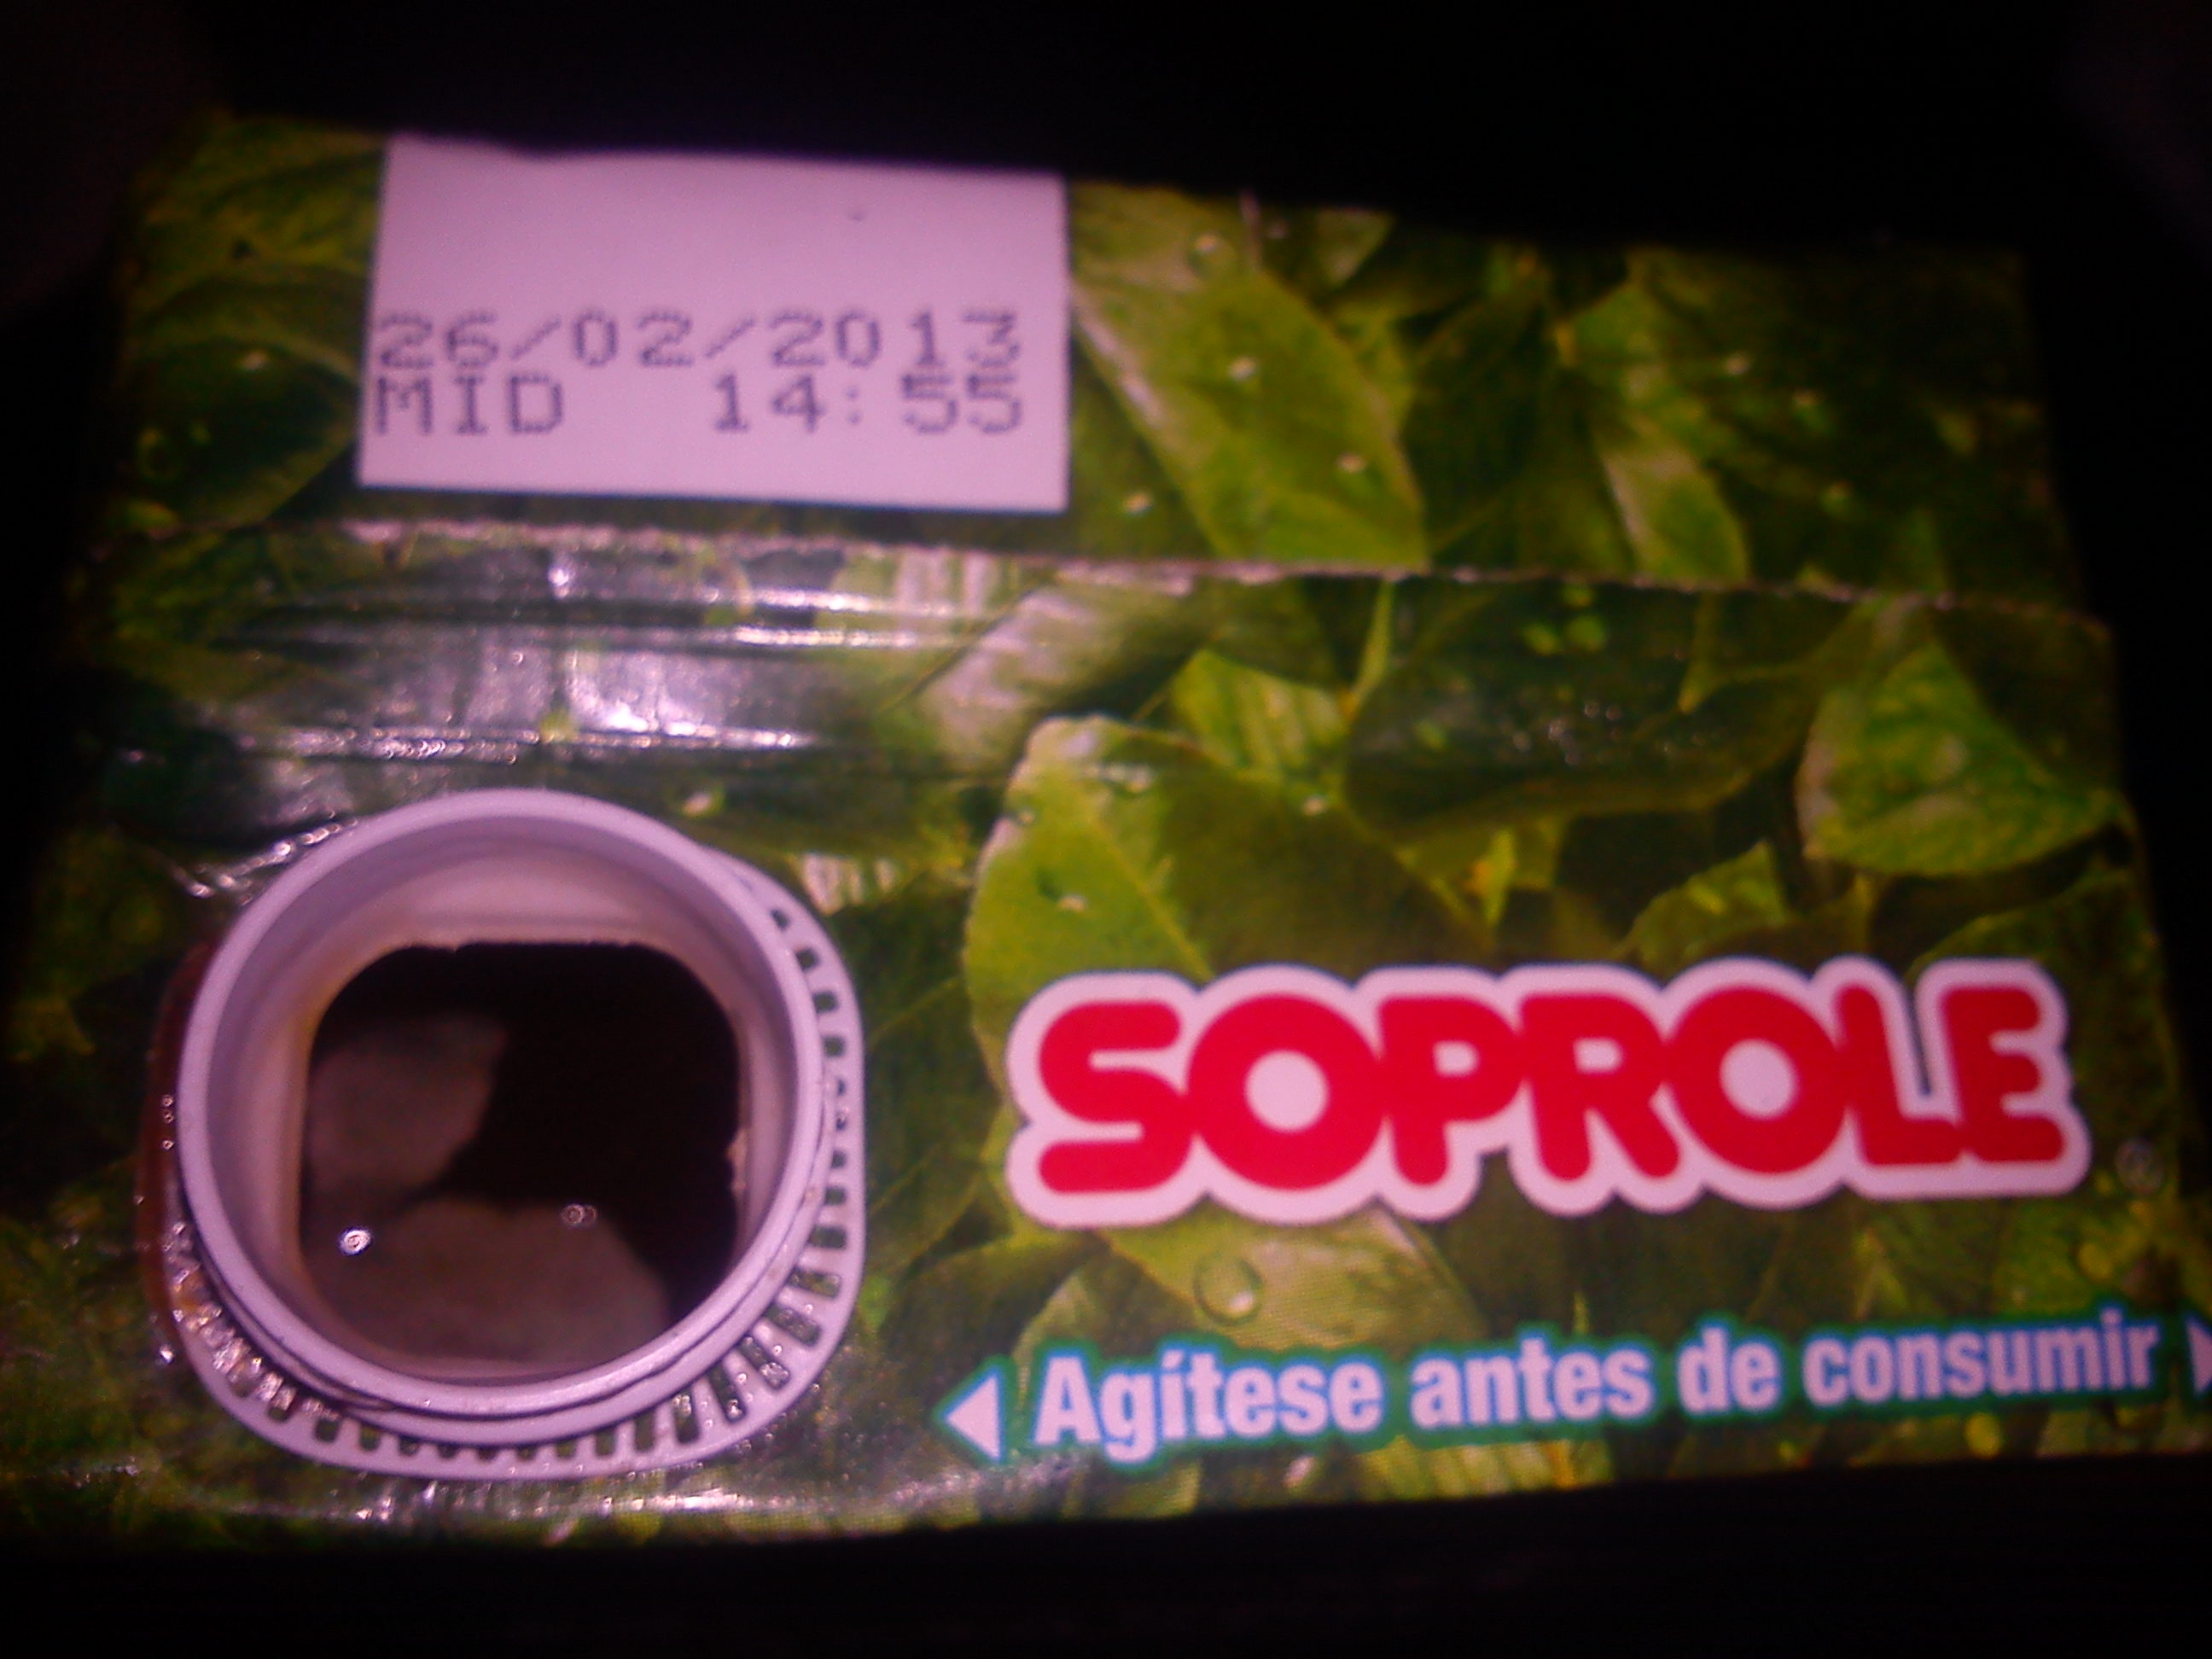 26/02/2013
MID 14:55
SOPROLE
Agítese antes de consumir